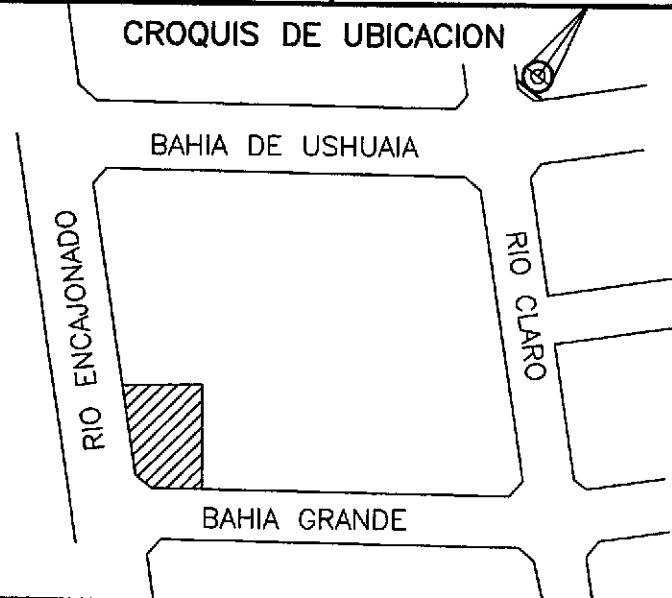 CROQUIS DE UBICACION
BAHIA DE USHUAIA
RIO ENCAJONADO
RIO CLARO
BAHIA GRANDE